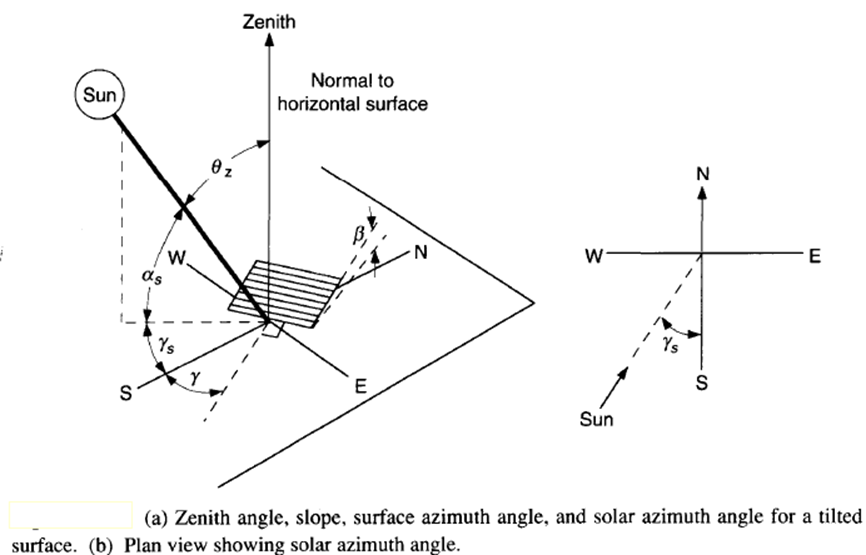 Zenith
Normal to
horizontal surface
Sun
θz
β
N
W
αs
γs
S
γ
E
N
W
E
γs
S
Sun
(a) Zenith angle, slope, surface azimuth angle, and solar azimuth angle for a tilted
surface. (b) Plan view showing solar azimuth angle.